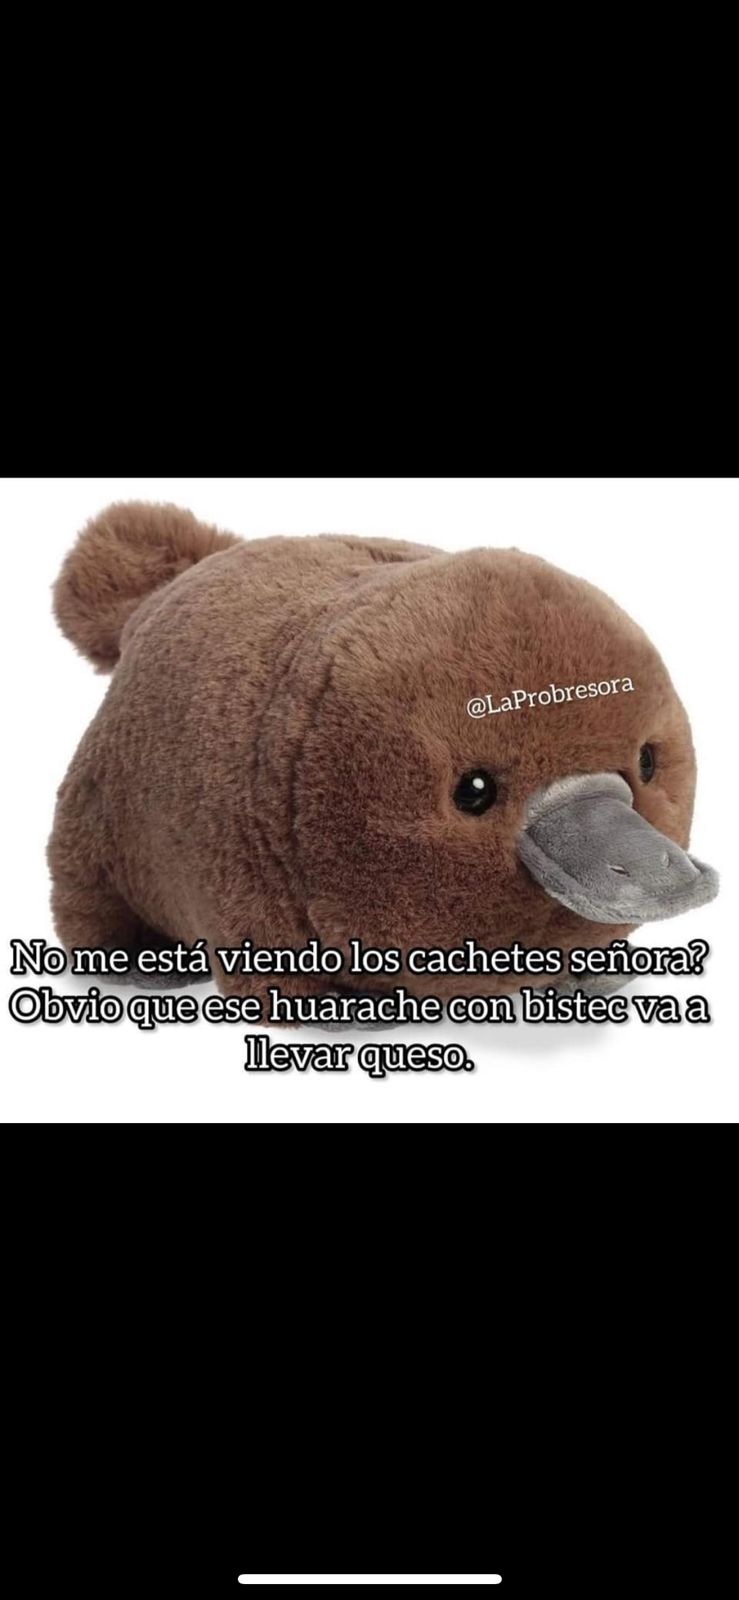 @LaProbresora
No me está viendo los cachetes señora?
Obvio que ese huarache con bistec va a
llevar queso.